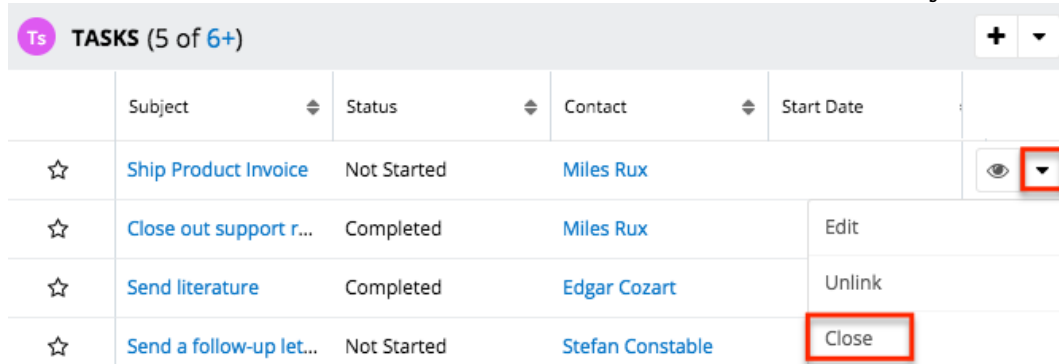 Ts TASKS (5 of 6+)
Subject Status Contact Start Date
Ship Product Invoice Not Started Miles Rux
Close out support r... Completed Miles Rux
Edit
Send literature Completed Edgar Cozart
Unlink
Send a follow-up let... Not Started Stefan Constable
Close